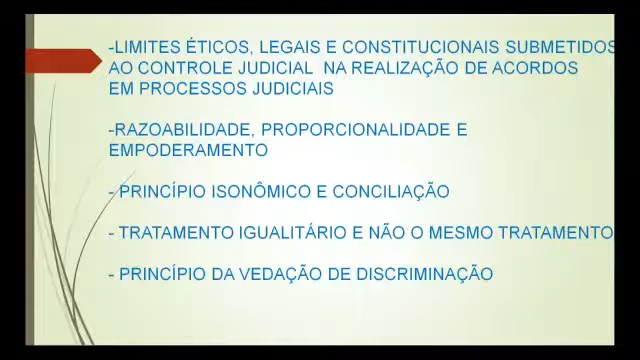 -LIMITES ÉTICOS, LEGAIS E CONSTITUCIONAIS SUBMETIDOS
AO CONTROLE JUDICIAL NA REALIZAÇÃO DE ACORDOS
EM PROCESSOS JUDICIAIS
-RAZOABILIDADE, PROPORCIONALIDADE E
EMPODERAMENTO
- PRINCÍPIO ISONÔMICO E CONCILIAÇÃO
- TRATAMENTO IGUALITÁRIO E NÃO O MESMO TRATAMENTO
- PRINCÍPIO DA VEDAÇÃO DE DISCRIMINAÇÃO